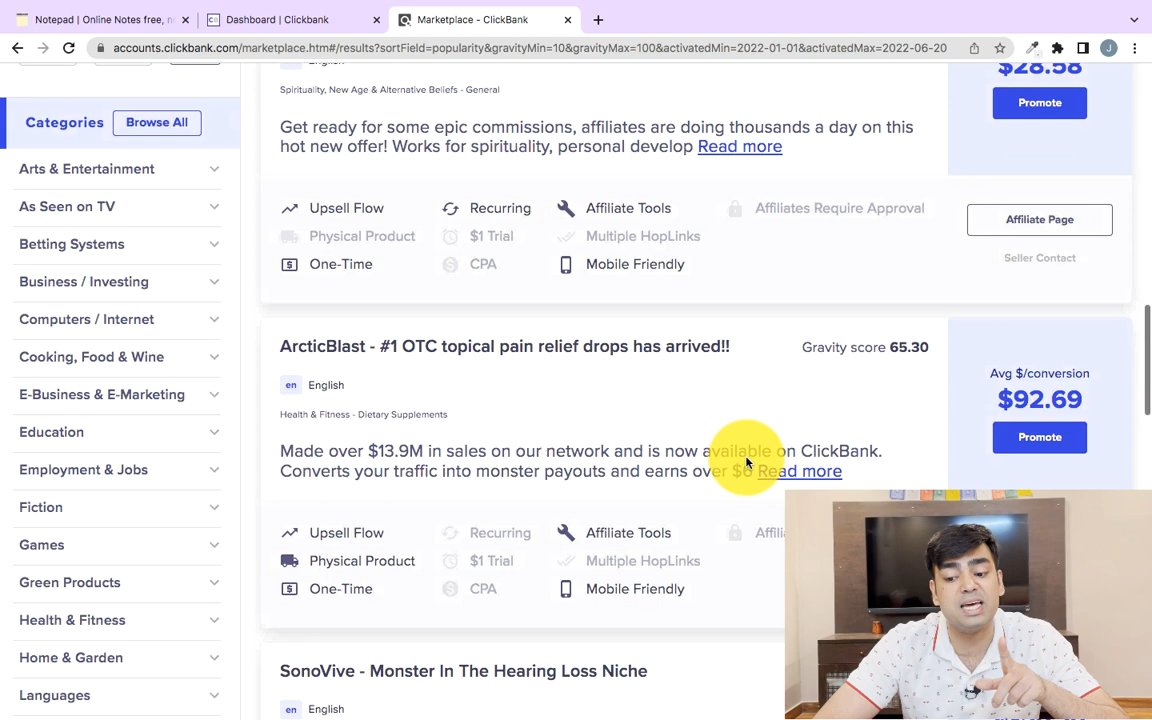 Notepad | Online Notes free, n
Dashboard | Clickbank
Marketplace - ClickBank
accounts.clickbank.com/marketplace.htm#/results?sortField=popularity&gravityMin=10&gravityMax=100&activatedMin=2022-01-01&activatedMax=2022-06-20
J
Categories
Browse All
Arts & Entertainment
As Seen on TV
Betting Systems
Business / Investing
Computers / Internet
Cooking, Food & Wine
E-Business & E-Marketing
Education
Employment & Jobs
Fiction
Games
Green Products
Health & Fitness
Home & Garden
Languages
English
$28.58
Promote
Spirituality, New Age & Alternative Beliefs - General
Get ready for some epic commissions, affiliates are doing thousands a day on this
hot new offer! Works for spirituality, personal develop Read more
Upsell Flow
Recurring
Affiliate Tools
Affiliates Require Approval
Physical Product
$1 Trial
Multiple HopLinks
One-Time
CPA
Mobile Friendly
Affiliate Page
Seller Contact
ArcticBlast - #1 OTC topical pain relief drops has arrived!!
Gravity score 65.30
en English
Health & Fitness - Dietary Supplements
Made over $13.9M in sales on our network and is now available on ClickBank.
Converts your traffic into monster payouts and earns over $6 Read more
Avg $/conversion
$92.69
Promote
Upsell Flow
Recurring
Affiliate Tools
Affili
Physical Product
$1 Trial
Multiple HopLinks
One-Time
CPA
Mobile Friendly
SonoVive - Monster In The Hearing Loss Niche
en English